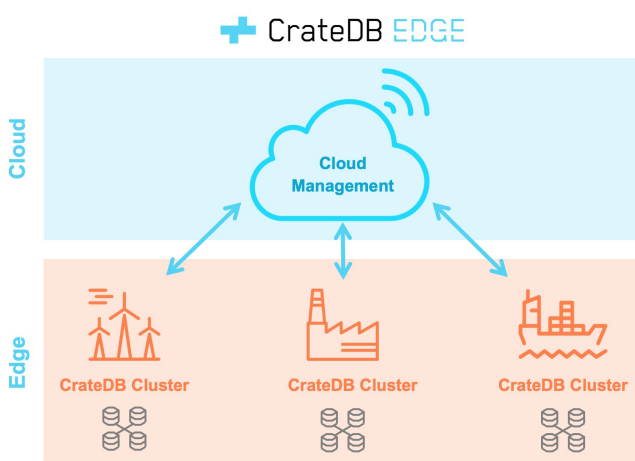 CrateDB EDGE
Cloud
Cloud
Management
Edge
CrateDB Cluster
CrateDB Cluster
CrateDB Cluster